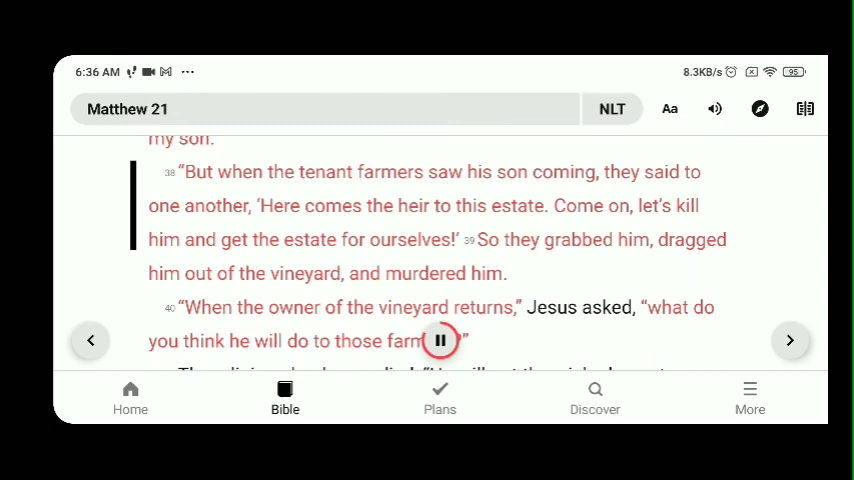 6:36 AM ... 8.3KB/s 95
Matthew 21 NLT Aa
my son.
38 “But when the tenant farmers saw his son coming, they said to
one another, ‘Here comes the heir to this estate. Come on, let’s kill
him and get the estate for ourselves!’ 39 So they grabbed him, dragged
him out of the vineyard, and murdered him.
40 “When the owner of the vineyard returns,” Jesus asked, “what do
you think he will do to those
Home Bible Plans Discover More